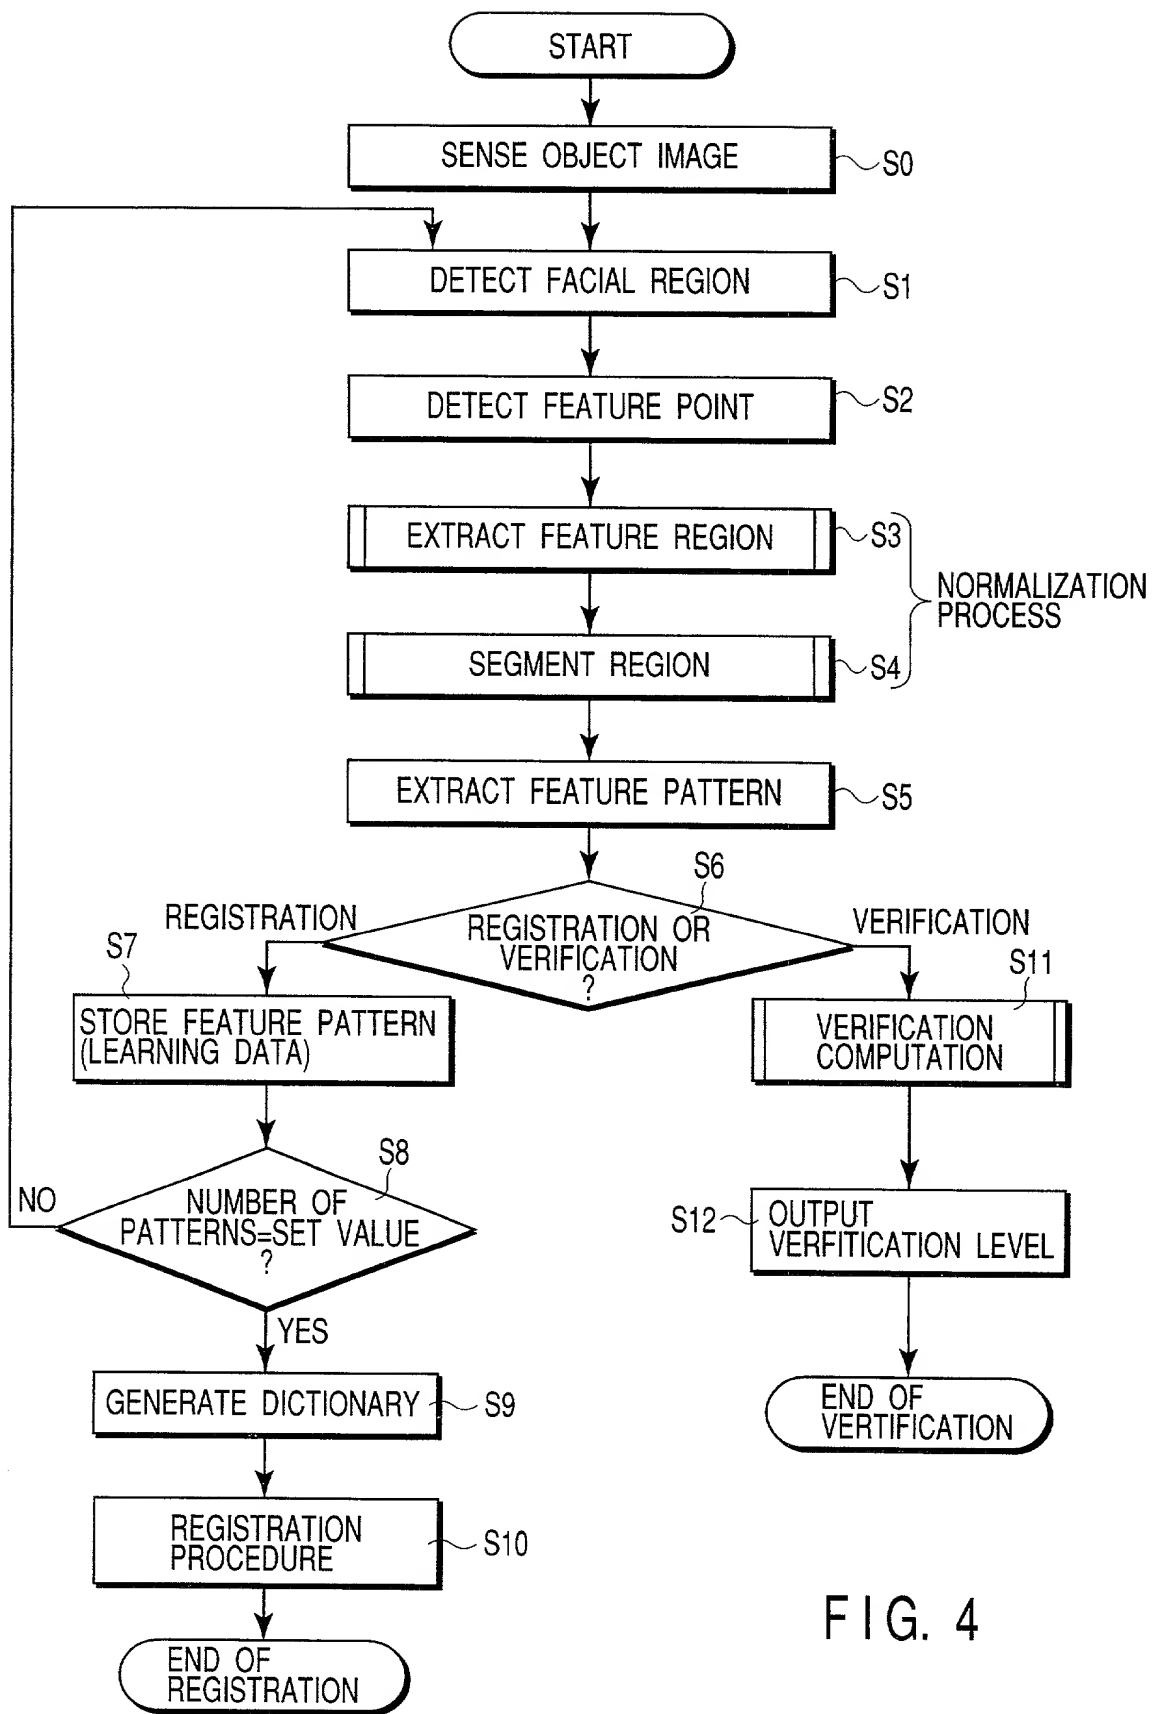 START
SENSE OBJECT IMAGE
S0
DETECT FACIAL REGION
S1
DETECT FEATURE POINT
S2
EXTRACT FEATURE REGION
S3
NORMALIZATION
PROCESS
SEGMENT REGION
S4
EXTRACT FEATURE PATTERN
S5
S6
REGISTRATION
REGISTRATION OR
VERIFICATION
?
VERIFICATION
S7
STORE FEATURE PATTERN
(LEARNING DATA)
S11
VERIFICATION
COMPUTATION
S8
NO
NUMBER OF
PATTERNS=SET VALUE
?
YES
S12
OUTPUT
VERFITICATION LEVEL
GENERATE DICTIONARY
S9
END OF
VERTIFICATION
REGISTRATION
PROCEDURE
S10
END OF
REGISTRATION
FIG. 4